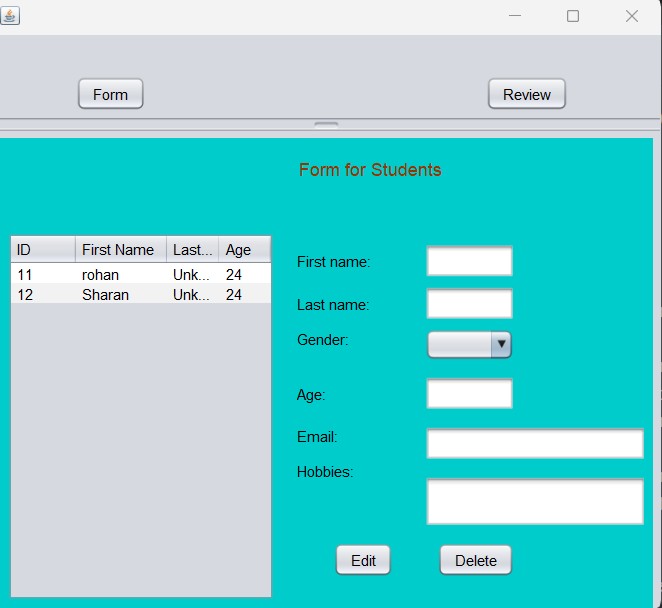 Form Review
Form for Students
ID First Name Last... Age
11 rohan Unk... 24
12 Sharan Unk... 24
First name:
Last name:
Gender:
Age:
Email:
Hobbies:
Edit Delete